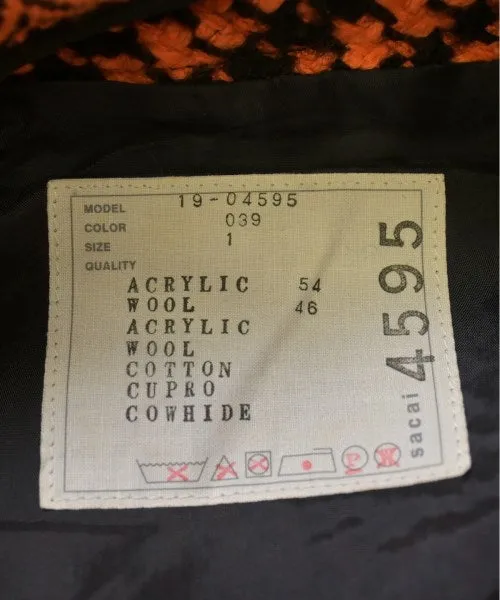 MODEL 19-04595
COLOR 039
SIZE 1
QUALITY
ACRYLIC 54
WOOL 46
ACRYLIC
WOOL
COTTON
CUPRO
COWHIDE
P
W
sacai 4595